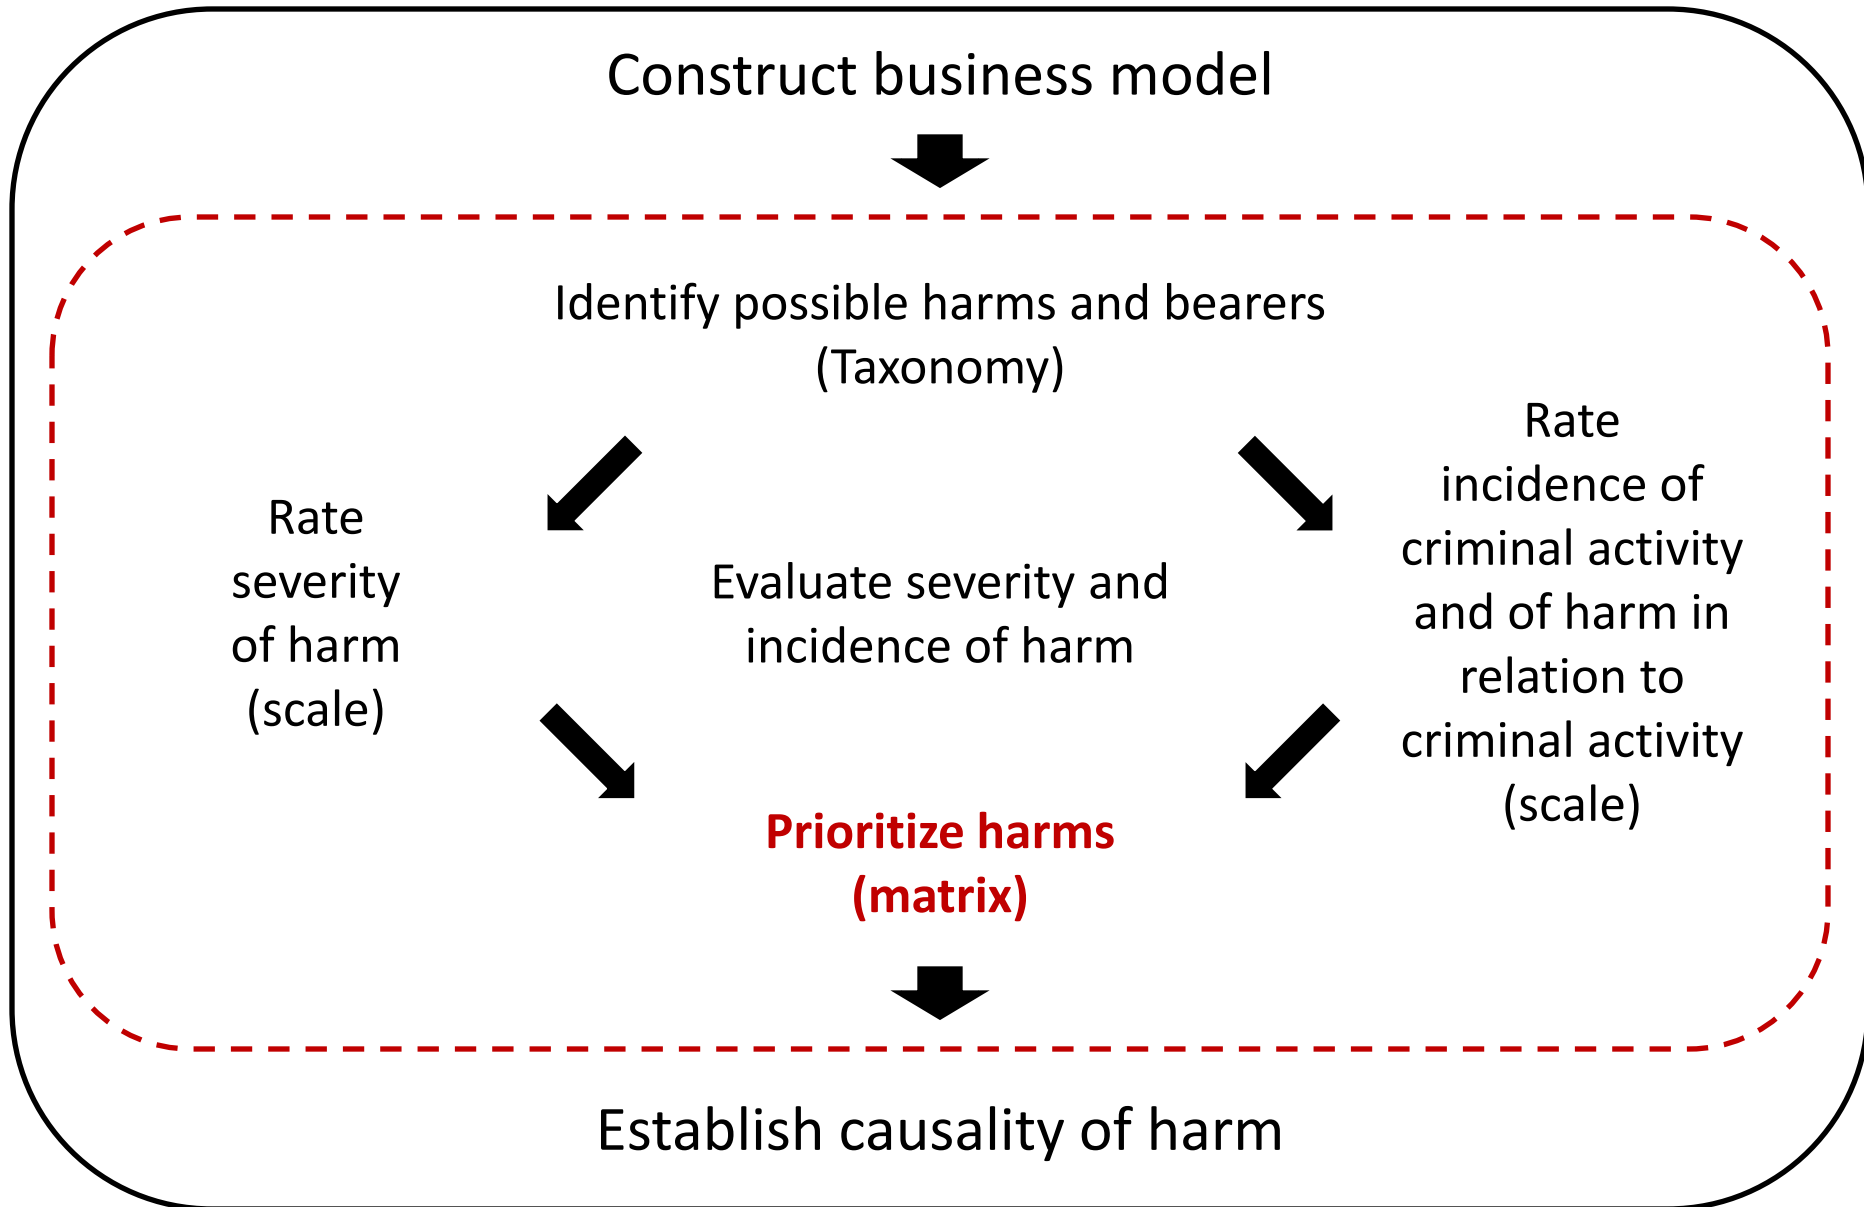 Construct business model
Identify possible harms and bearers
(Taxonomy)
Rate
severity
of harm
(scale)
Evaluate severity and
incidence of harm
Rate
incidence of
criminal activity
and of harm in
relation to
criminal activity
(scale)
Prioritize harms
(matrix)
Establish causality of harm